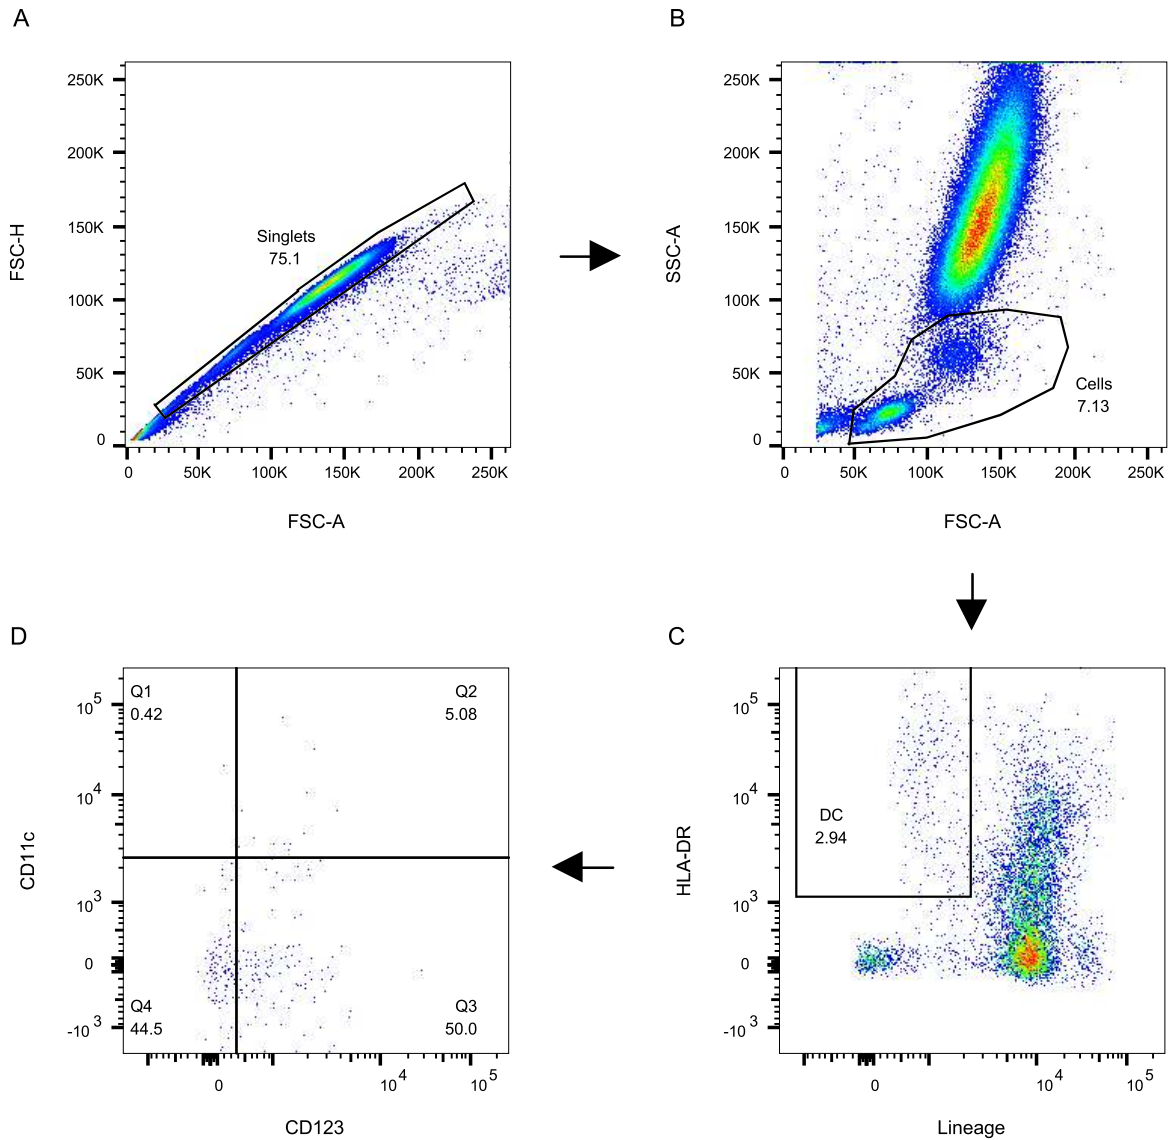 A
FSC-H
250K
200K
150K
100K
50K
0
Singlets
75.1
0 50K 100K 150K 200K 250K
FSC-A
B
SSC-A
250K
200K
150K
100K
50K
0
Cells
7.13
0 50K 100K 150K 200K 250K
FSC-A
D
CD11c
10 5
10 4
10 3
0
-10 3
Q1
0.42
Q2
5.08
Q4
44.5
Q3
50.0
0 10 4 10 5
CD123
C
HLA-DR
10 5
10 4
10 3
0
-10 3
DC
2.94
0 10 4 10 5
Lineage